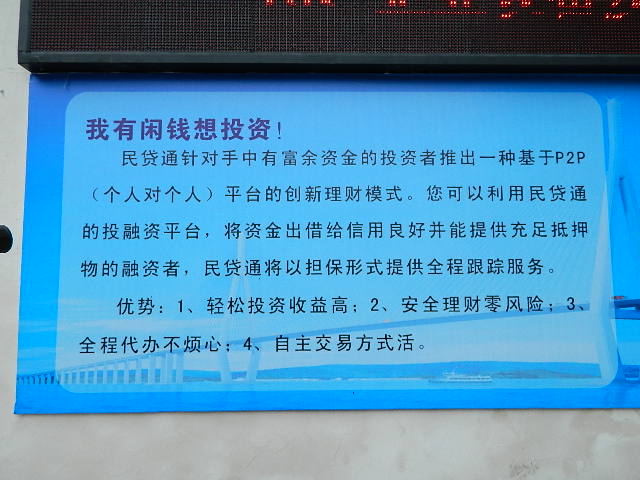 我有闲钱想投资！
民贷通针对手中有富余资金的投资者推出一种基于P2P
（个人对个人）平台的创新理财模式。您可以利用民贷通
的投融资平台，将资金出借给信用良好并能提供充足抵押
物的融资者，民贷通将以担保形式提供全程跟踪服务。
优势：1、轻松投资收益高；2、安全理财零风险；3、
全程代办不烦心；4、自主交易方式活。